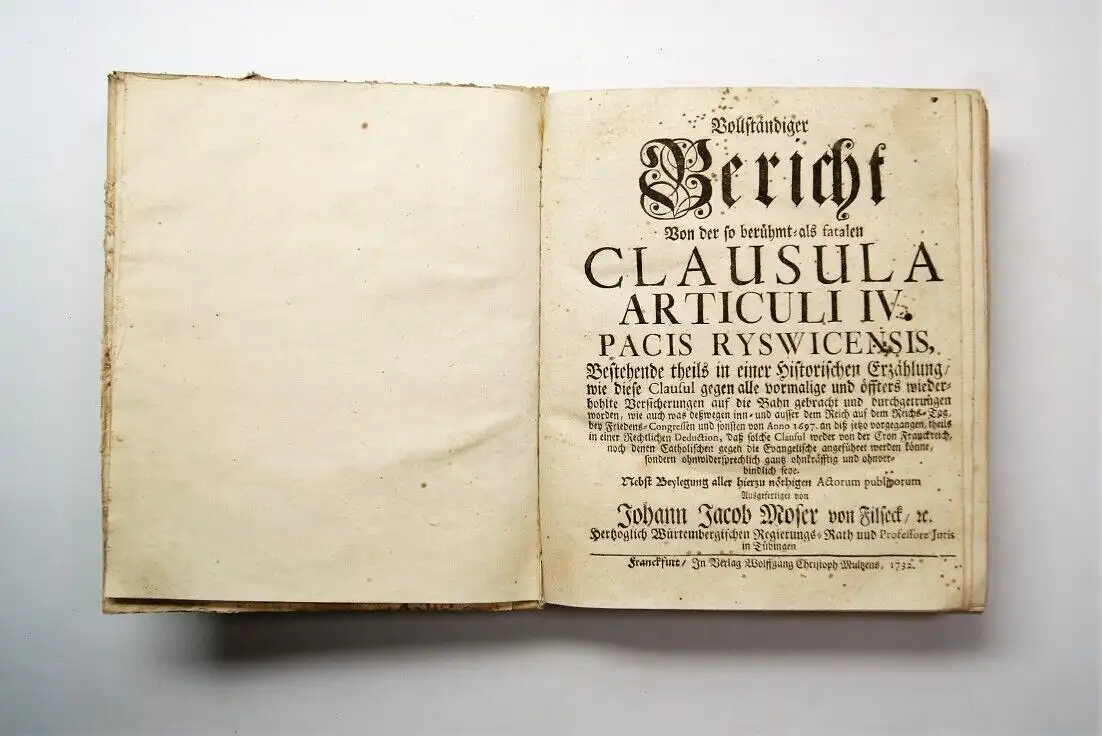 Vollständiger
Bericht
Von der so berühmt-als fatalen
CLAUSULA
ARTICULI IV.
PACIS RYSWICENSIS,
Bestehende theils in einer Historischen Erzählung/
wie diese Clausul gegen alle vormalige und öffters wieder-
hohlte Versicherungen auf die Bahn gebracht und durchgetrungen
worden, wie auch was deßwegen inn- und ausser dem Reich auf dem Reichs-Tag,
bey Friedens-Congressen und sonsten von Anno 1697. an biß jetzo vorgegangen, theils
in einer Rechtlichen Deduction, daß solche Clausul weder von der Cron Franckreich,
noch denen Catholischen gegen die Evangelische angeführet werden könne,
sondern ohnwidersprechlich gantz ohnkräfftig und ohnver-
bindlich seye.
Nebst Beylegung aller hierzu nöthigen Actorum publicorum
Ausgefertiget von
Johann Jacob Moser von Filseck/ ꝛc.
Hertzoglich Würtembergischen Regierungs-Rath und Professore Juris
in Tübingen
Franckfurt/ In Verlag Wolffgang Christoph Multzens, 1732.